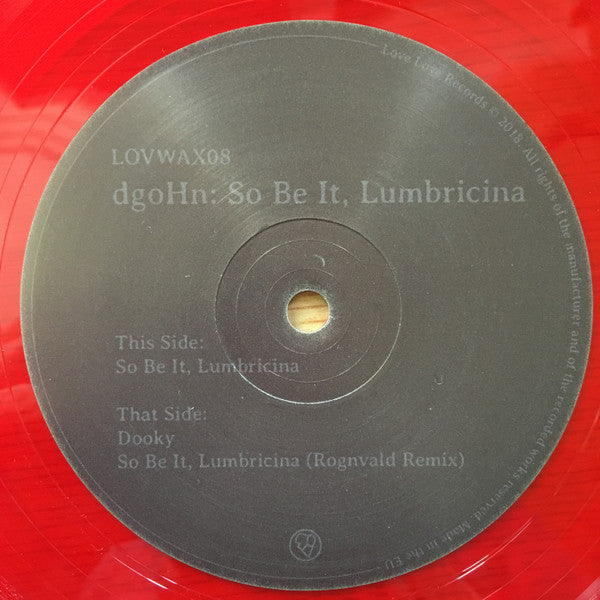 Love Love Records © 2018. All rights of the manufacturer and of the recorded works reserved. Made in the EU
LOVWAX08
dgoHn: So Be It, Lumbricina
This Side:
So Be It, Lumbricina
That Side:
Dooky
So Be It, Lumbricina (Rognvald Remix)